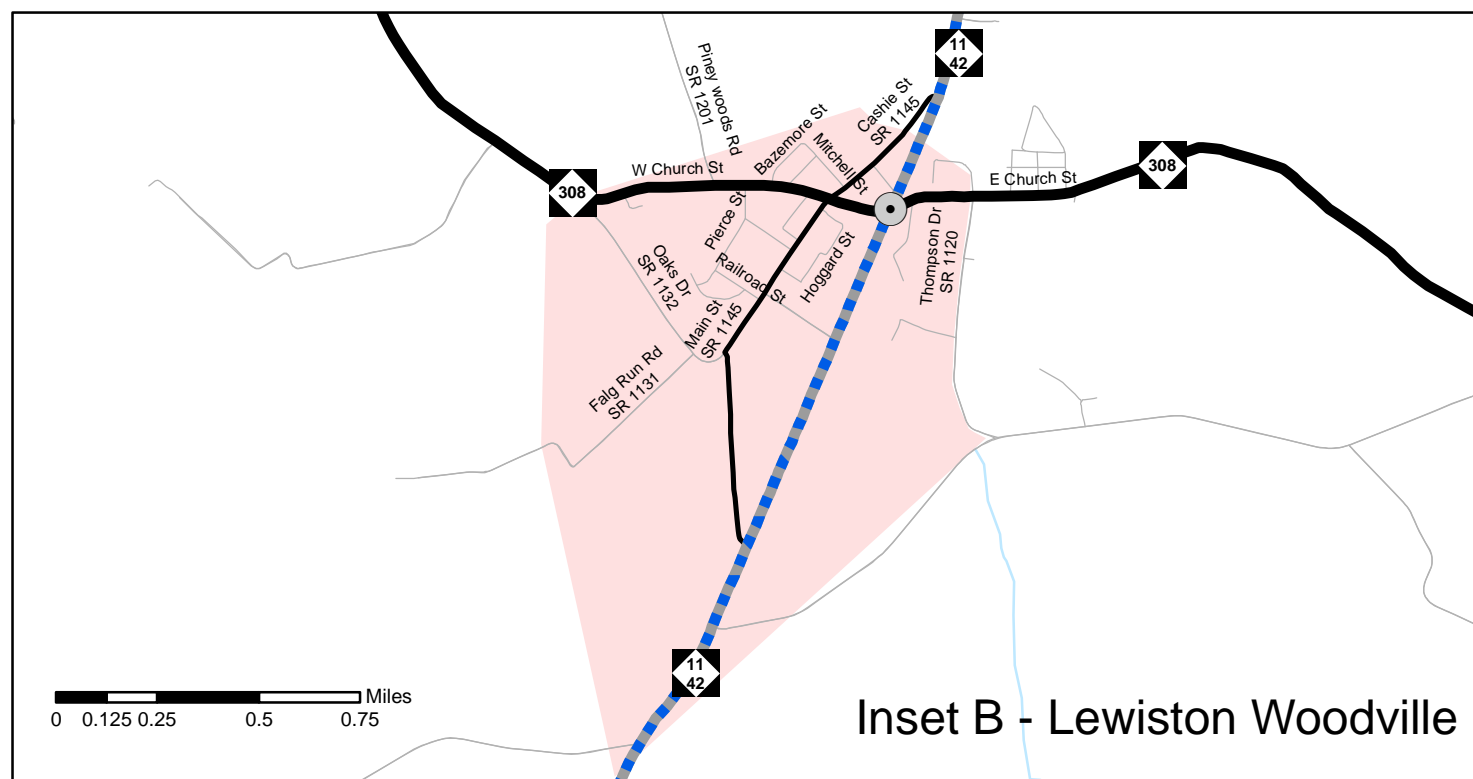 11
42
Piney woods Rd
SR 1201
Cashie St
SR 1145
Bazemore St
Mitchell St
W Church St
308
E Church St
308
Pierce St
Thompson Dr
SR 1120
Oaks Dr
SR 1132
Railroad St
Hoggard St
Main St
SR 1145
Falg Run Rd
SR 1131
11
42
Miles
0 0.125 0.25 0.5 0.75
Inset B - Lewiston Woodville